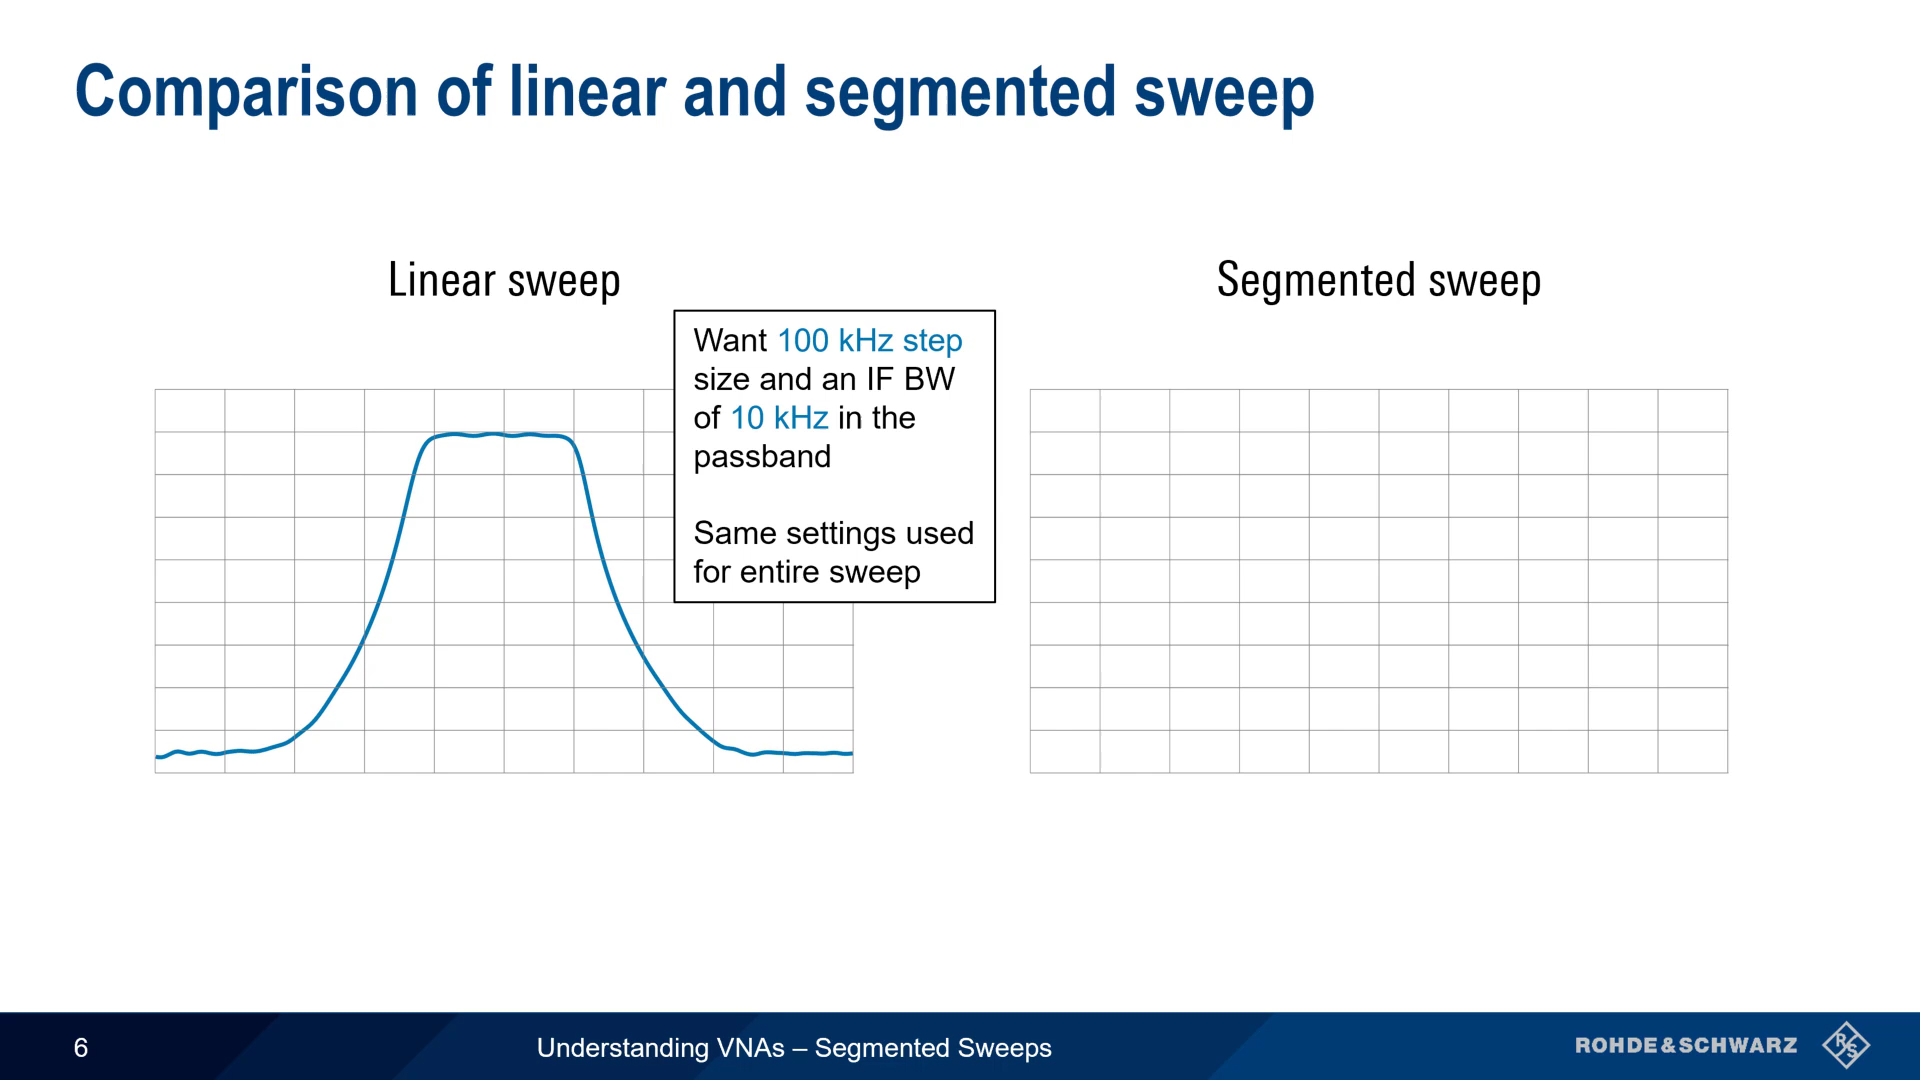 Comparison of linear and segmented sweep
Linear sweep
Segmented sweep
Want 100 kHz step
size and an IF BW
of 10 kHz in the
passband
Same settings used
for entire sweep
6
Understanding VNAs – Segmented Sweeps
ROHDE&SCHWARZ
R&S